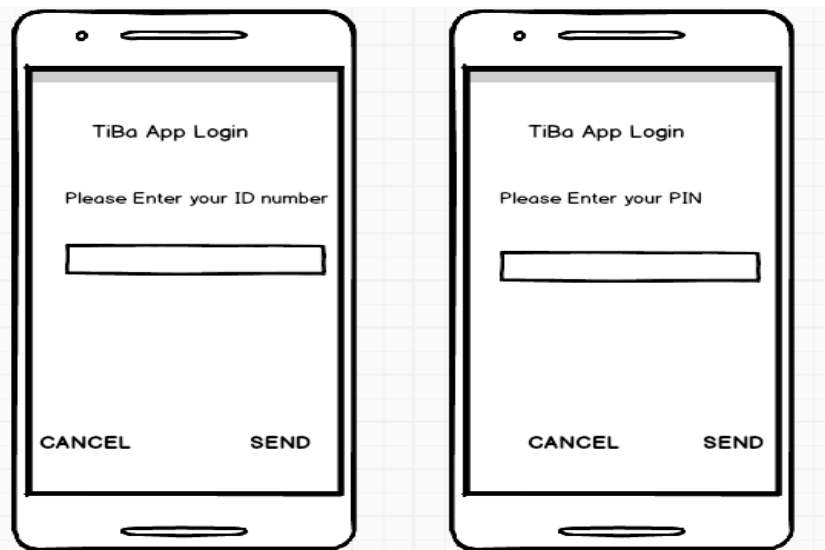 TiBa App Login
Please Enter your ID number
CANCEL SEND
TiBa App Login
Please Enter your PIN
CANCEL SEND